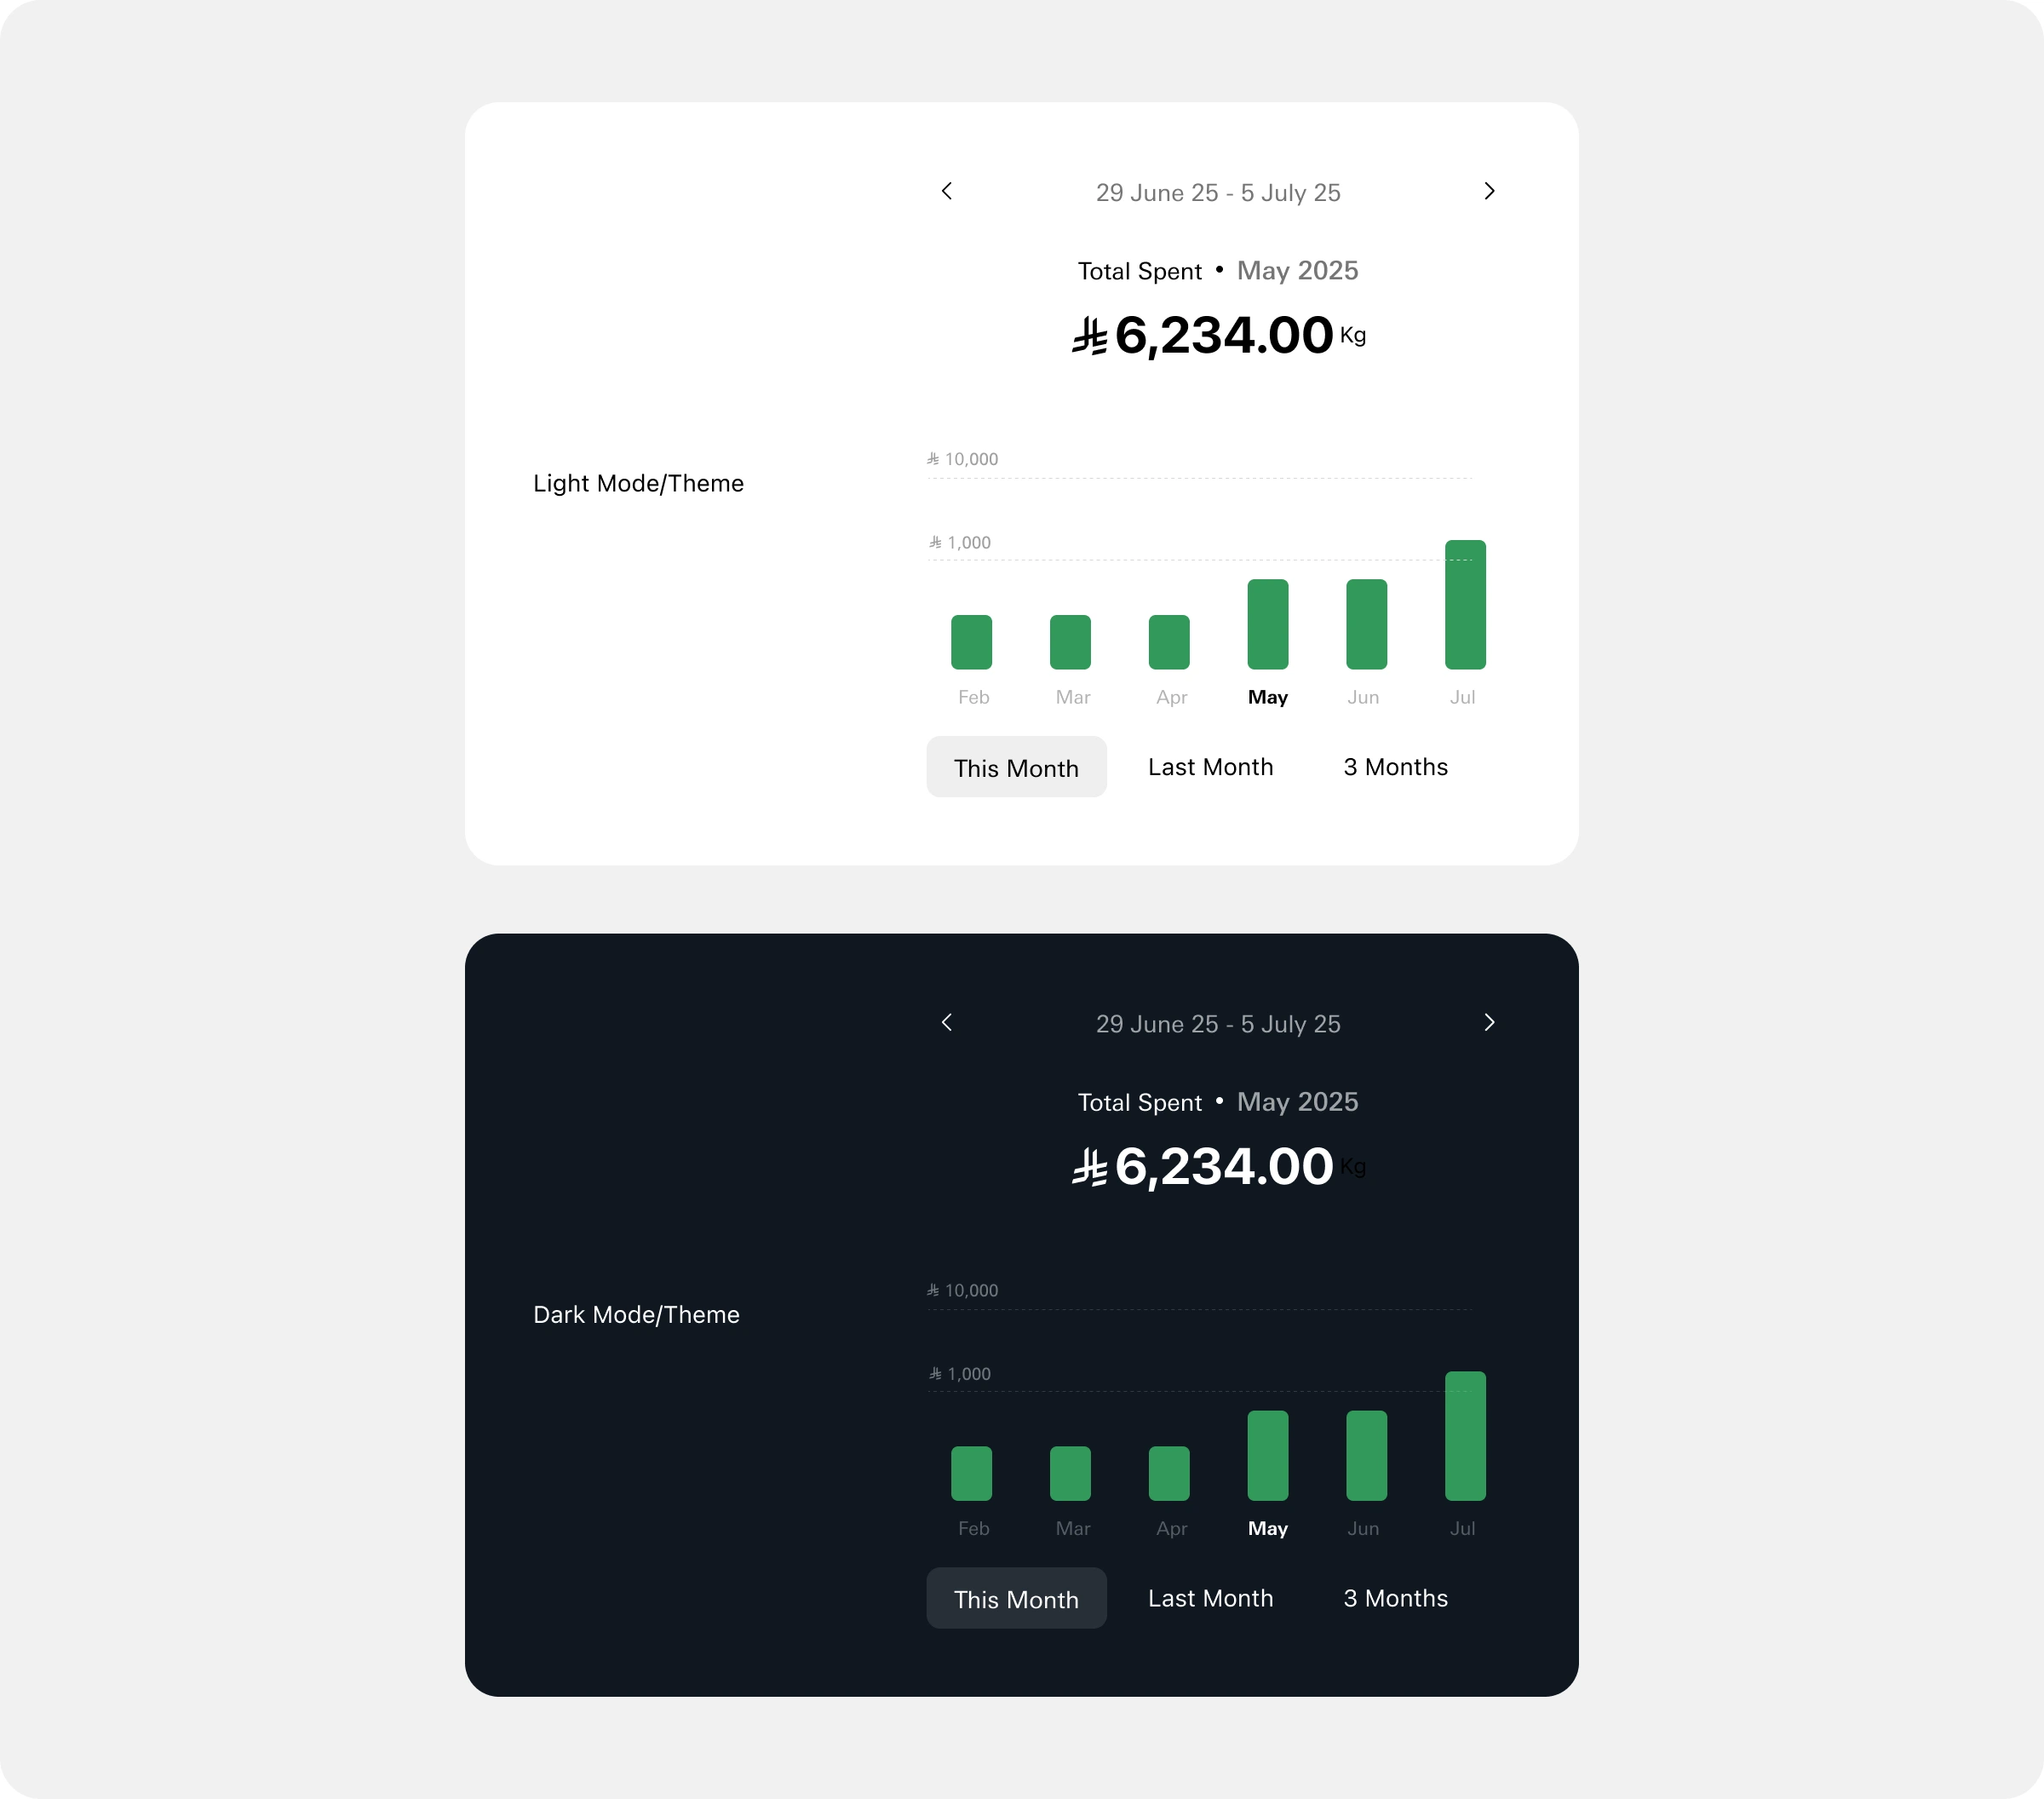 29 June 25 - 5 July 25
Total Spent • May 2025
⃁ 6,234.00 Kg
Light Mode/Theme
⃁ 10,000
⃁ 1,000
Feb Mar Apr May Jun Jul
This Month Last Month 3 Months
29 June 25 - 5 July 25
Total Spent • May 2025
⃁ 6,234.00 Kg
Dark Mode/Theme
⃁ 10,000
⃁ 1,000
Feb Mar Apr May Jun Jul
This Month Last Month 3 Months